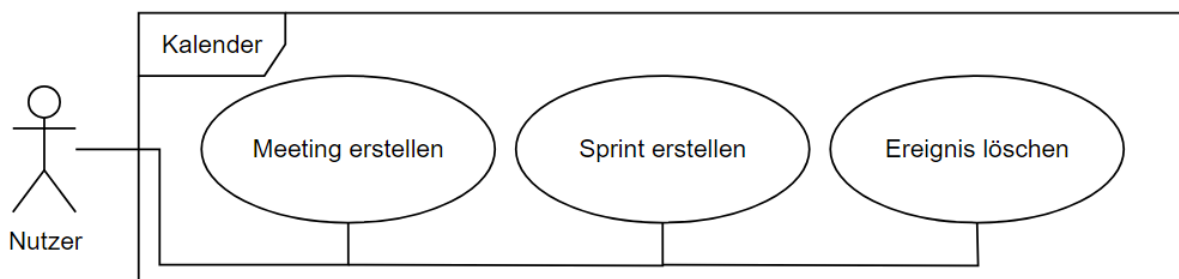 Kalender
Meeting erstellen
Sprint erstellen
Ereignis löschen
Nutzer